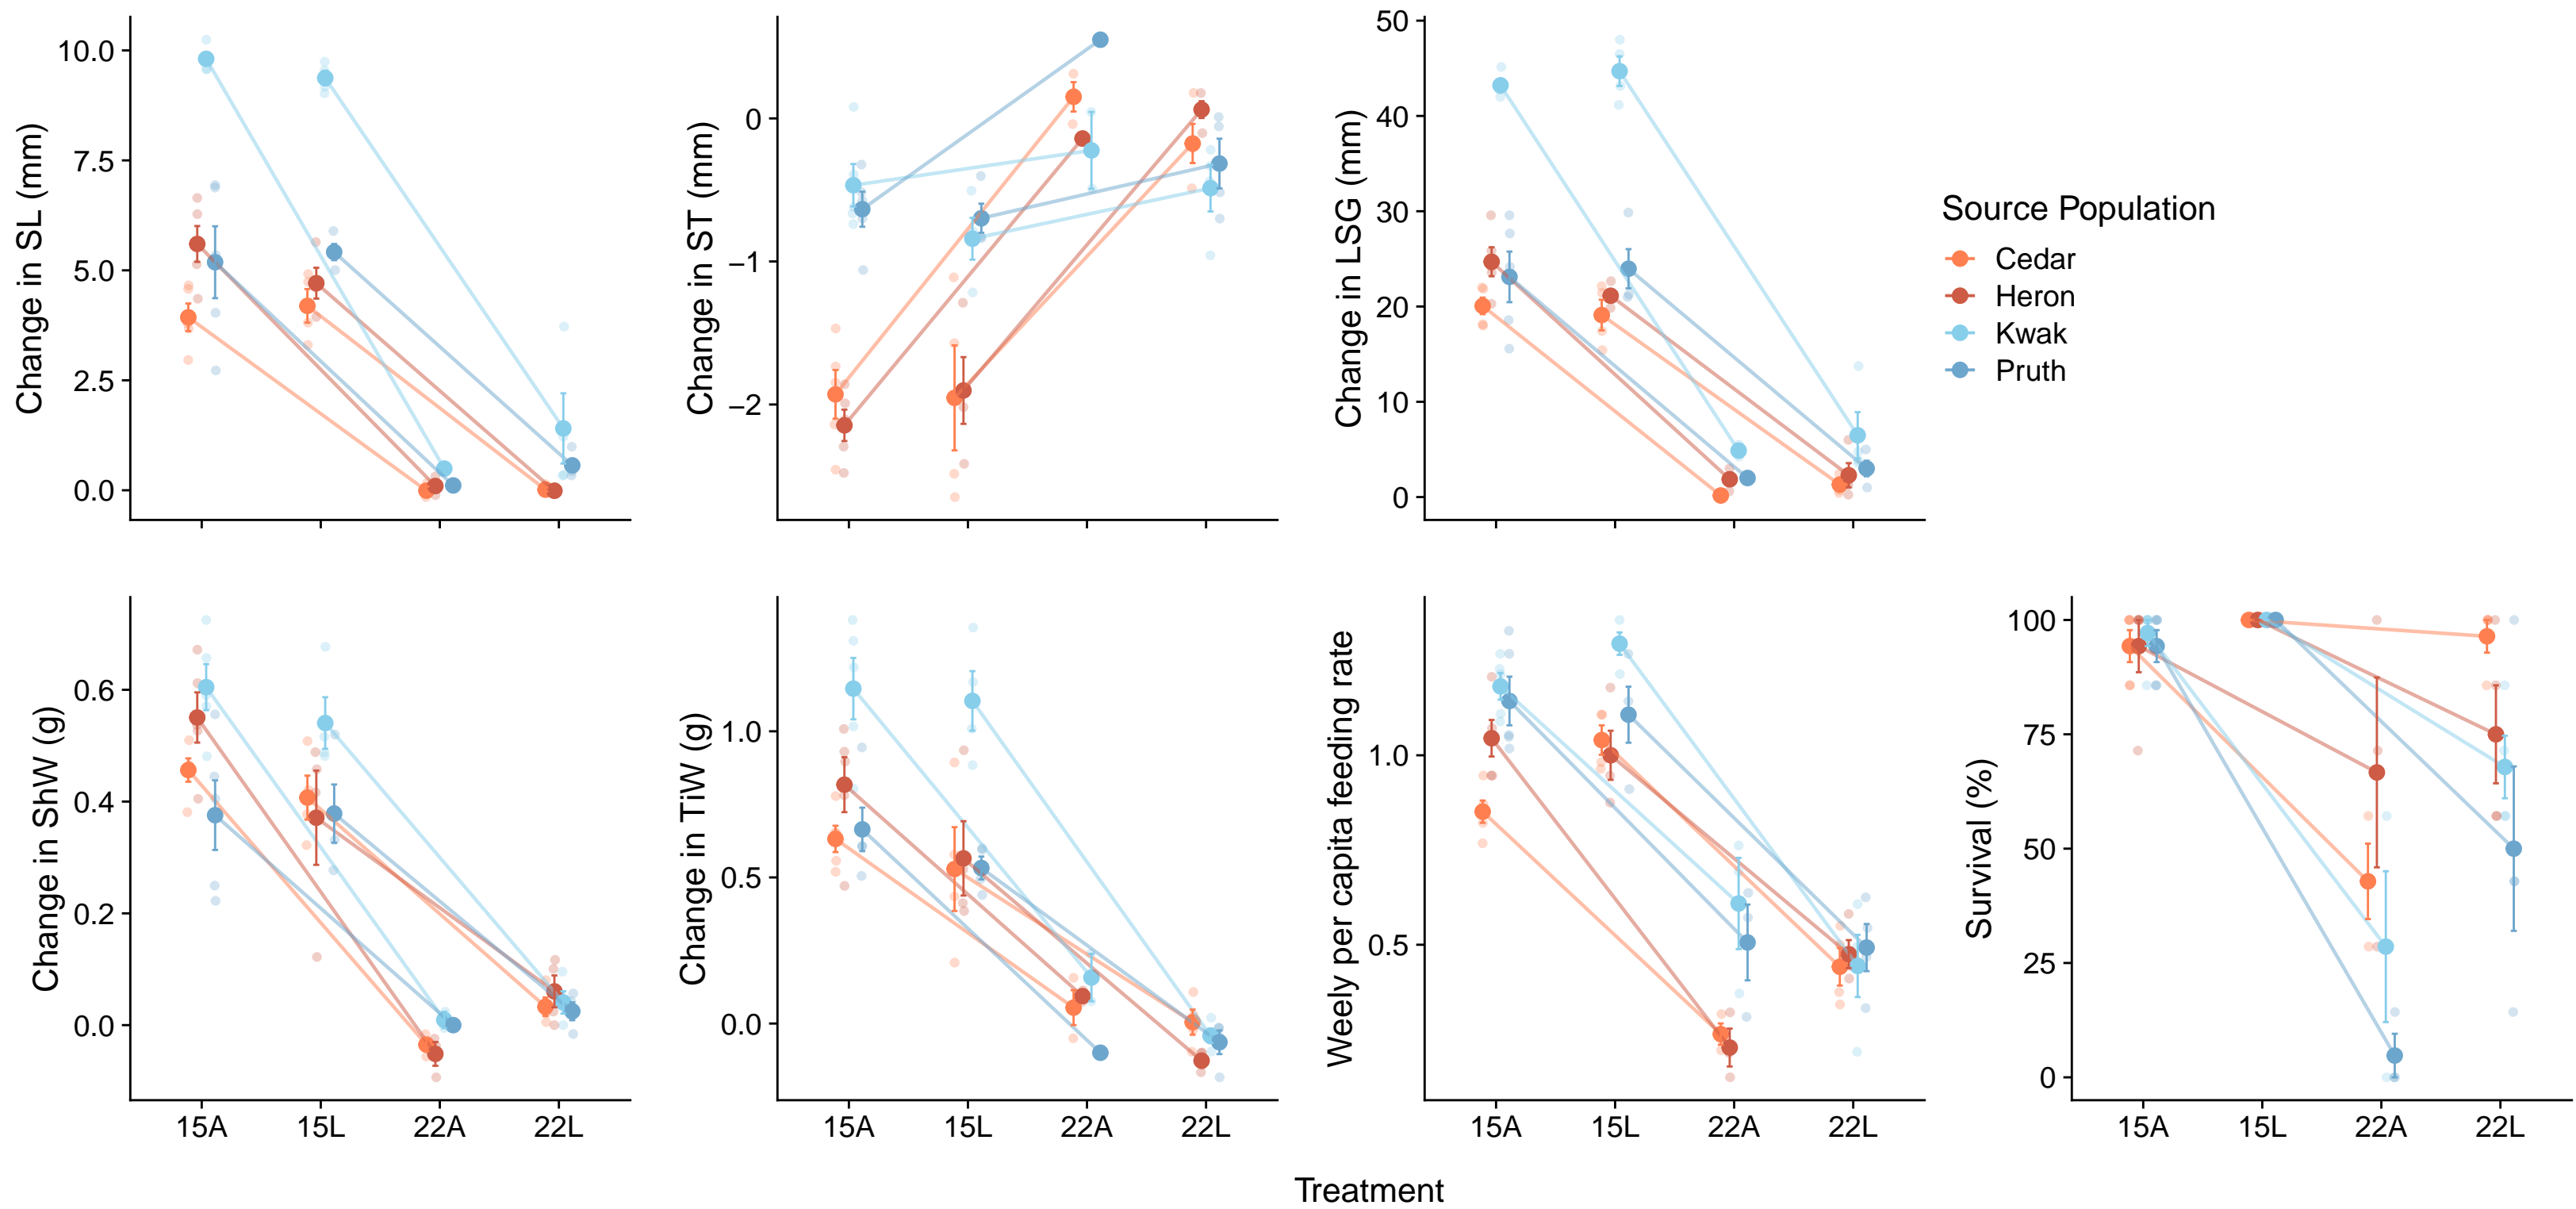 Change in SL (mm)
10.0
7.5
5.0
2.5
0.0
Change in ST (mm)
0
−1
−2
Change in LSG (mm)
50
40
30
20
10
0
Source Population
Cedar
Heron
Kwak
Pruth
Change in ShW (g)
0.6
0.4
0.2
0.0
15A 15L 22A 22L
Change in TiW (g)
1.0
0.5
0.0
15A 15L 22A 22L
Weely per capita feeding rate
1.0
0.5
15A 15L 22A 22L
Survival (%)
100
75
50
25
0
15A 15L 22A 22L
Treatment